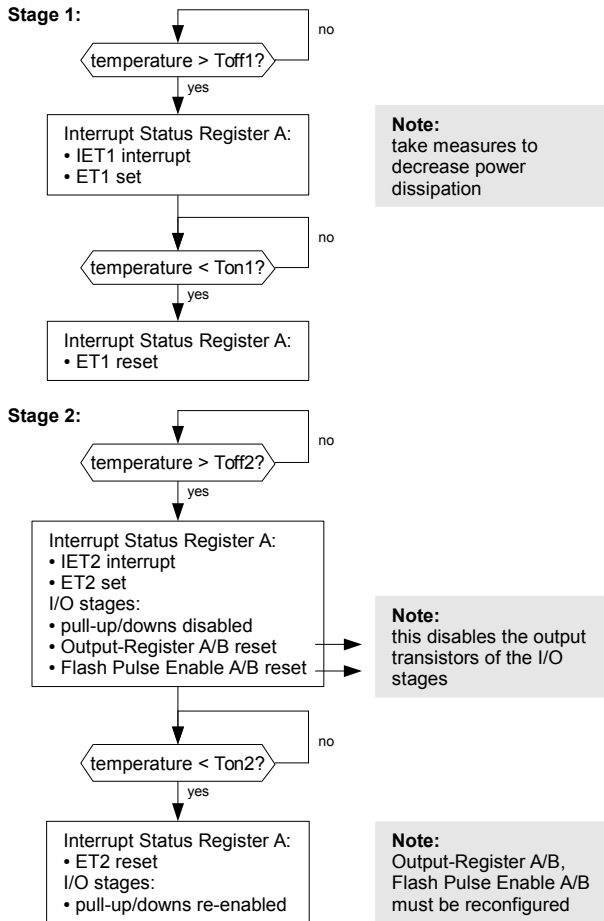 Stage 1:
no
temperature > Toff1?
yes
Interrupt Status Register A:
• IET1 interrupt
• ET1 set
Note:
take measures to
decrease power
dissipation
no
temperature < Ton1?
yes
Interrupt Status Register A:
• ET1 reset
Stage 2:
no
temperature > Toff2?
yes
Interrupt Status Register A:
• IET2 interrupt
• ET2 set
I/O stages:
• pull-up/downs disabled
• Output-Register A/B reset
• Flash Pulse Enable A/B reset
Note:
this disables the output
transistors of the I/O
stages
no
temperature < Ton2?
yes
Interrupt Status Register A:
• ET2 reset
I/O stages:
• pull-up/downs re-enabled
Note:
Output-Register A/B,
Flash Pulse Enable A/B
must be reconfigured